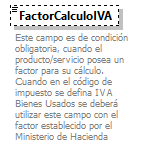 FactorCalculoIVA
Este campo es de condición
obligatoria, cuando el
producto/servicio posea un
factor para su cálculo.
Cuando en el código de
impuesto se defina IVA
Bienes Usados se deberá
utilizar este campo con el
factor establecido por el
Ministerio de Hacienda